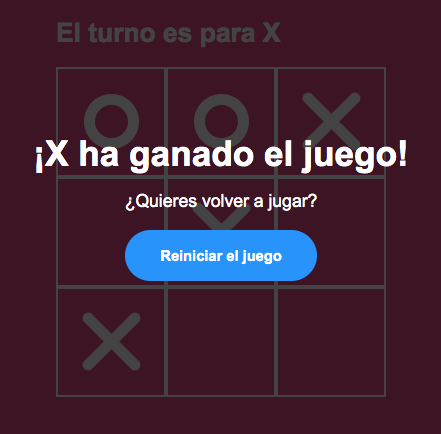 El turno es para X
¡X ha ganado el juego!
¿Quieres volver a jugar?
Reiniciar el juego